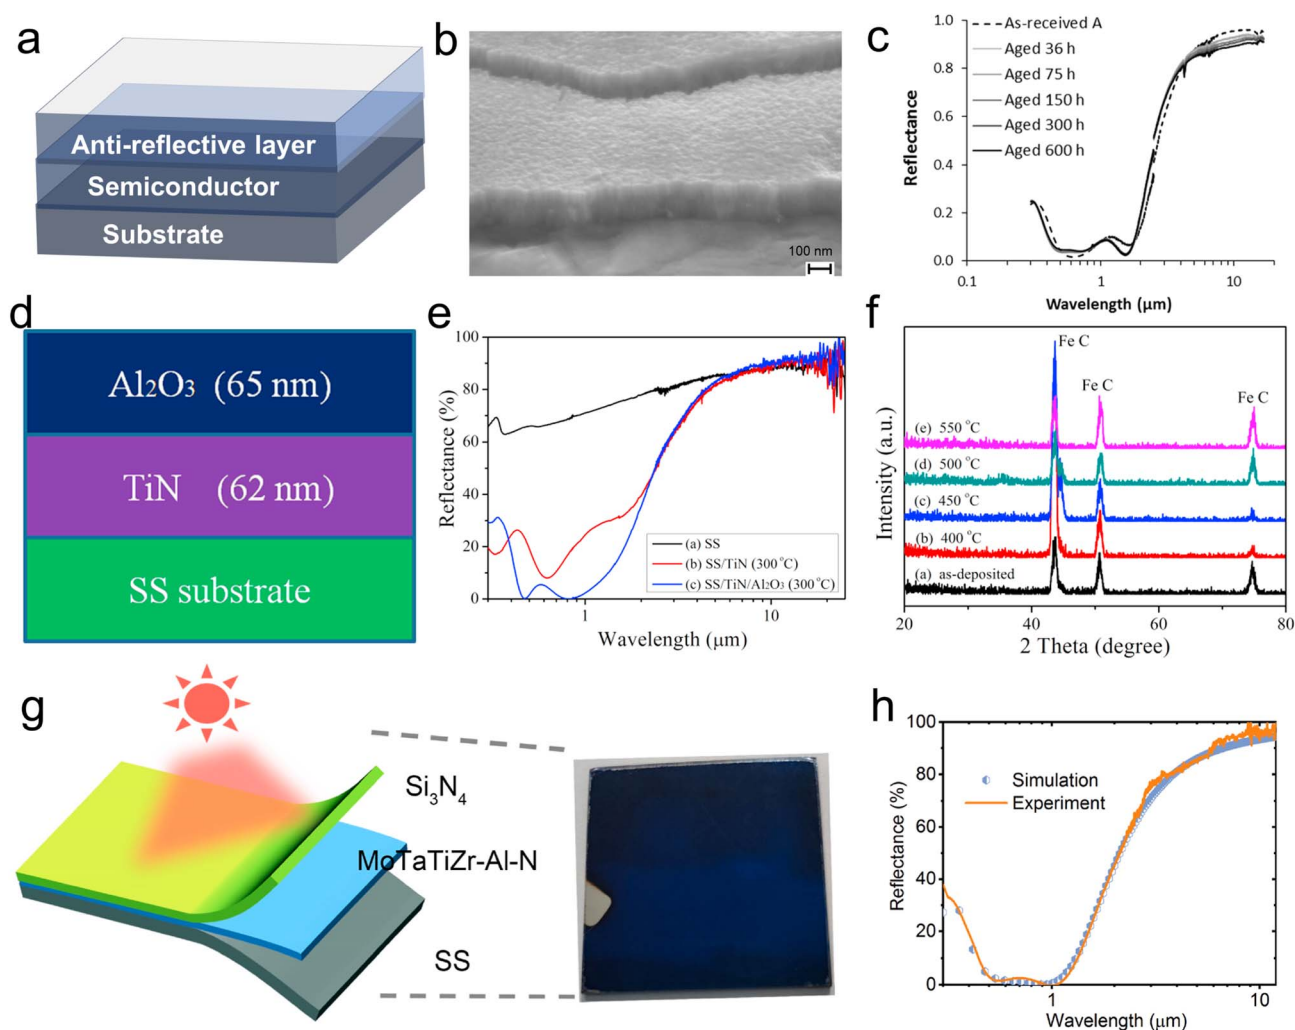 a
Anti-reflective layer
Semiconductor
Substrate
b
100 nm
c
As-received A
Aged 36 h
Aged 75 h
Aged 150 h
Aged 300 h
Aged 600 h
Reflectance
1.0
0.8
0.6
0.4
0.2
0.0
0.1
1
10
Wavelength (μm)
d
Al₂O₃ (65 nm)
TiN (62 nm)
SS substrate
e
Reflectance (%)
100
80
60
40
20
0
(a) SS
(b) SS/TiN (300 °C)
(c) SS/TiN/Al₂O₃ (300 °C)
1
10
Wavelength (μm)
f
Intensity (a.u.)
Fe C
Fe C
Fe C
(e) 550 °C
(d) 500 °C
(c) 450 °C
(b) 400 °C
(a) as-deposited
20
40
60
80
2 Theta (degree)
g
Si₃N₄
MoTaTiZr-Al-N
SS
h
Reflectance (%)
100
80
60
40
20
0
Simulation
Experiment
1
10
Wavelength (μm)